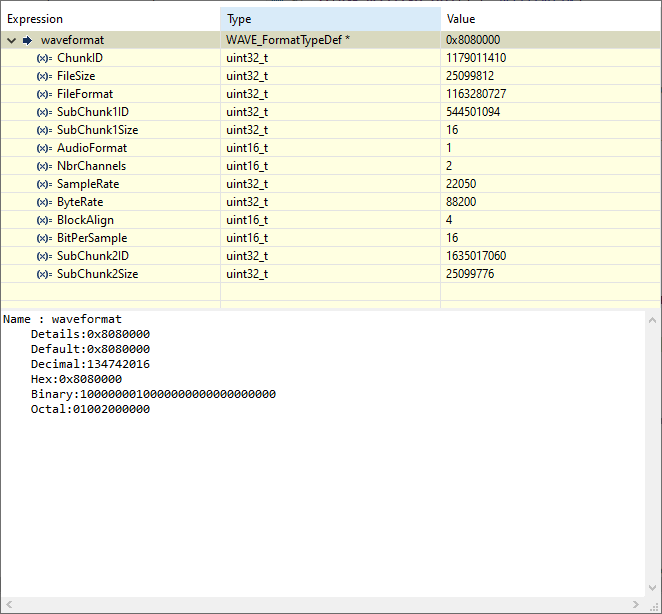 Expression Type Value
waveformat WAVE_FormatTypeDef * 0x8080000
(x)= ChunkID uint32_t 1179011410
(x)= FileSize uint32_t 25099812
(x)= FileFormat uint32_t 1163280727
(x)= SubChunk1ID uint32_t 544501094
(x)= SubChunk1Size uint32_t 16
(x)= AudioFormat uint16_t 1
(x)= NbrChannels uint16_t 2
(x)= SampleRate uint32_t 22050
(x)= ByteRate uint32_t 88200
(x)= BlockAlign uint16_t 4
(x)= BitPerSample uint16_t 16
(x)= SubChunk2ID uint32_t 1635017060
(x)= SubChunk2Size uint32_t 25099776
Name : waveformat
Details:0x8080000
Default:0x8080000
Decimal:134742016
Hex:0x8080000
Binary:1000000010000000000000000000
Octal:01002000000